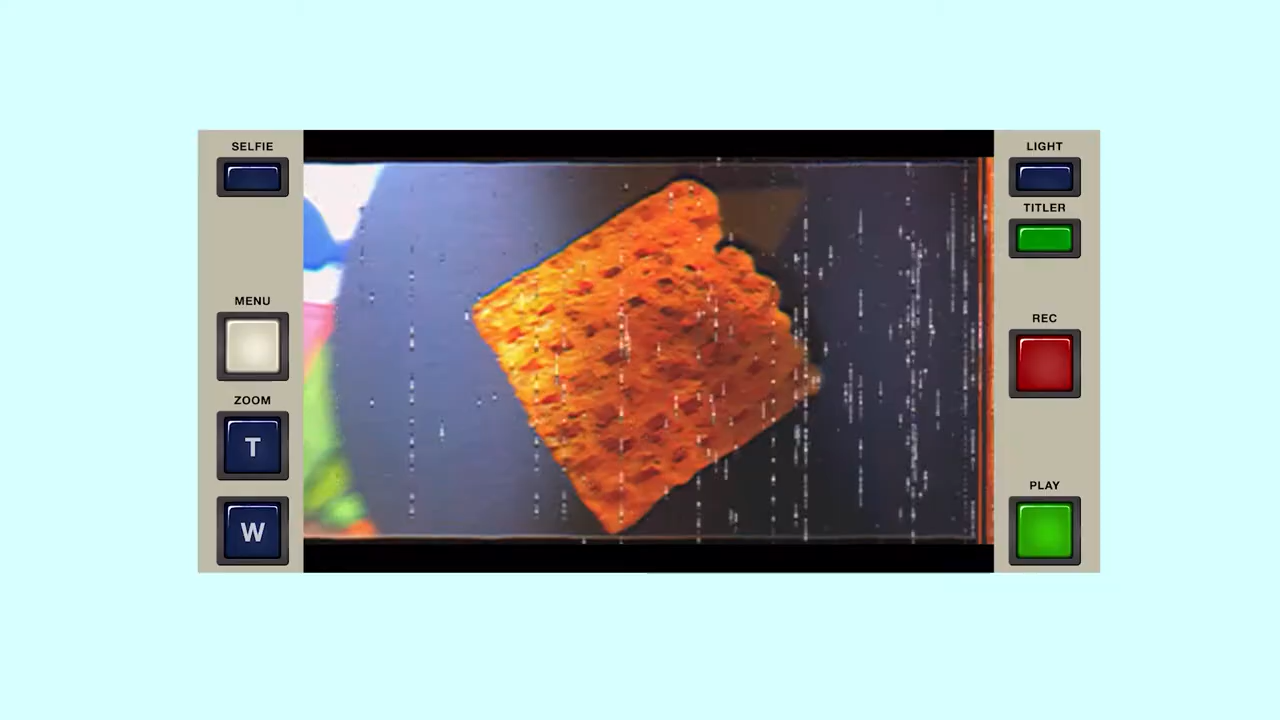 SELFIE
MENU
ZOOM
T
W
LIGHT
TITLER
REC
PLAY